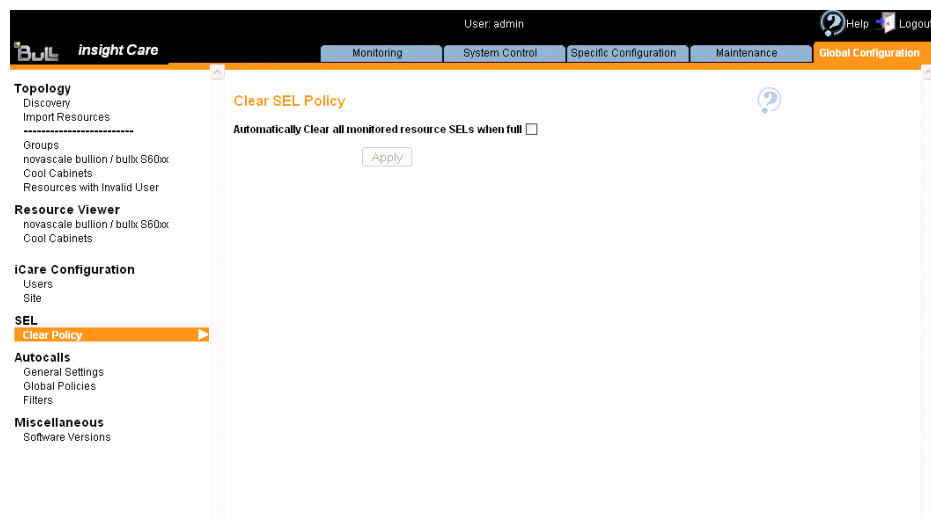 User: admin
Help
Logout
Bull
insight Care
Monitoring
System Control
Specific Configuration
Maintenance
Global Configuration
Topology
Discovery
Import Resources
-------------------------
Groups
novascale bullion / bullx S60xx
Cool Cabinets
Resources with Invalid User
Resource Viewer
novascale bullion / bullx S60xx
Cool Cabinets
iCare Configuration
Users
Site
SEL
Clear Policy
Autocalls
General Settings
Global Policies
Filters
Miscellaneous
Software Versions
Clear SEL Policy
?
Automatically Clear all monitored resource SELs when full
Apply